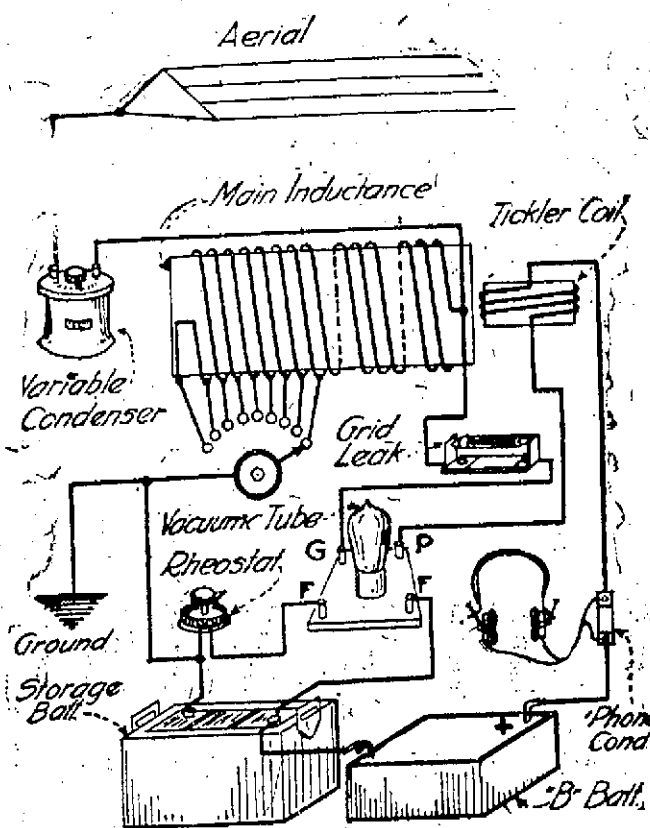 Aerial
Main Inductance
Tickler Coil
Variable
Condenser
Grid
Leak
Vacuum Tube
G
P
Rheostat
F
F
Ground
Storage
Batt.
+
Phone
Cond.
"B" Batt.